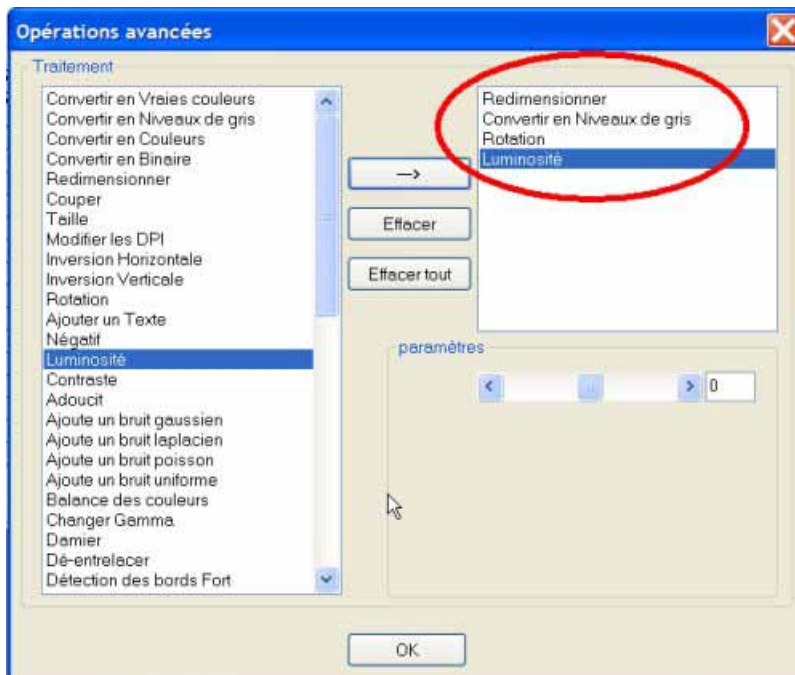 Opérations avancées
Traitement
Convertir en Vraies couleurs
Convertir en Niveaux de gris
Convertir en Couleurs
Convertir en Binaire
Redimensionner
Couper
Taille
Modifier les DPI
Inversion Horizontale
Inversion Verticale
Rotation
Ajouter un Texte
Négatif
Luminosité
Contraste
Adoucit
Ajoute un bruit gaussien
Ajoute un bruit laplacien
Ajoute un bruit poisson
Ajoute un bruit uniforme
Balance des couleurs
Changer Gamma
Damier
Dé-entrelacer
Détection des bords Fort
-->
Effacer
Effacer tout
Redimensionner
Convertir en Niveaux de gris
Rotation
Luminosité
paramètres
0
OK